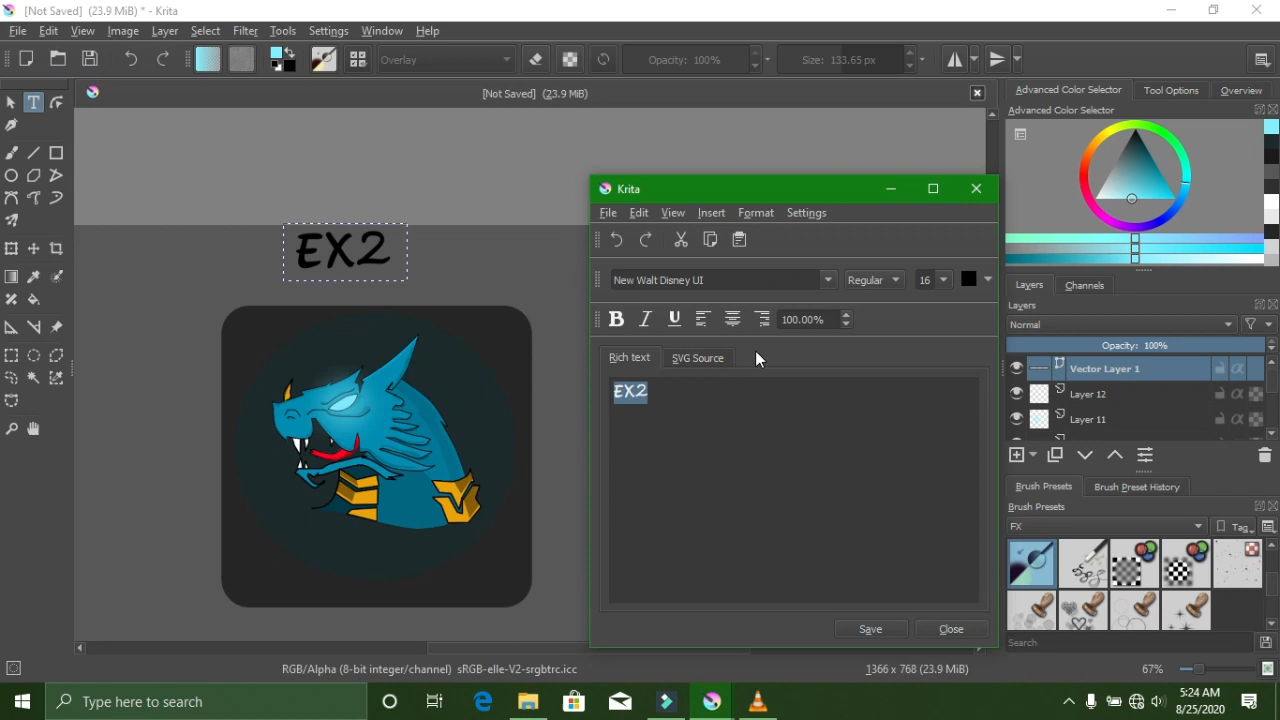 [Not Saved] (23.9 MiB) * - Krita
File Edit View Image Layer Select Filter Tools Settings Window Help
Overlay Opacity: 100% Size: 133.65 px
[Not Saved] (23.9 MiB)
Advanced Color Selector Tool Options Overview
Advanced Color Selector
EX2
Krita
File Edit View Insert Format Settings
New Walt Disney UI Regular 16
100.00%
Rich text SVG Source
EX2
Save Close
Layers Channels
Layers
Normal
Opacity: 100%
Vector Layer 1
Layer 12
Layer 11
Brush Presets Brush Preset History
Brush Presets
FX Tag
Search
RGB/Alpha (8-bit integer/channel) sRGB-elle-V2-srgbtrc.icc 1366 x 768 (23.9 MiB) 67%
Type here to search
5:24 AM
8/25/2020